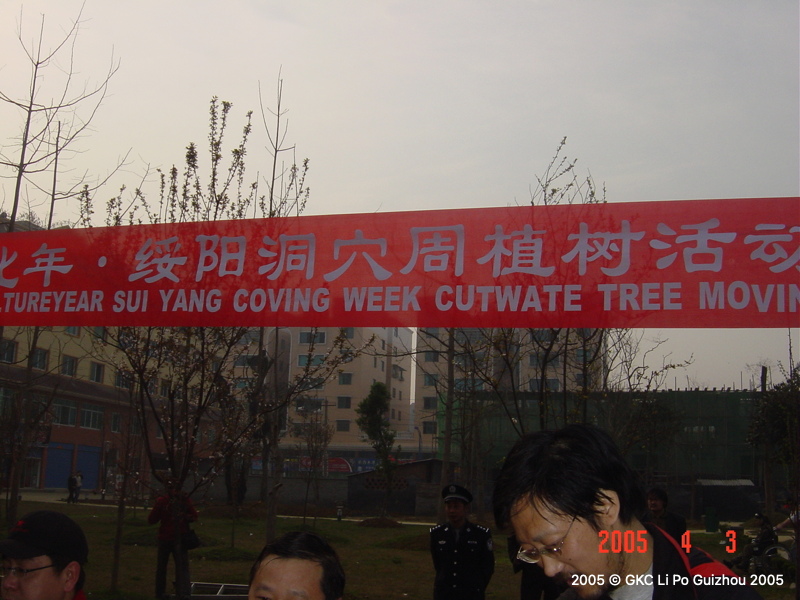 化年·绥阳洞穴周植树活动
LTUREYEAR SUI YANG COVING WEEK CUTWATE TREE MOVIN
2005 4 3
2005 © GKC Li Po Guizhou 2005